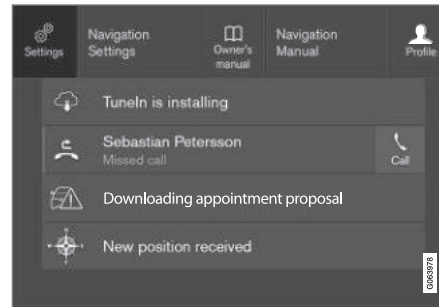 Settings
Navigation
Settings
Owner's
manual
Navigation
Manual
Profile
TuneIn is installing
Sebastian Petersson
Missed call
Call
Downloading appointment proposal
New position received
G063978